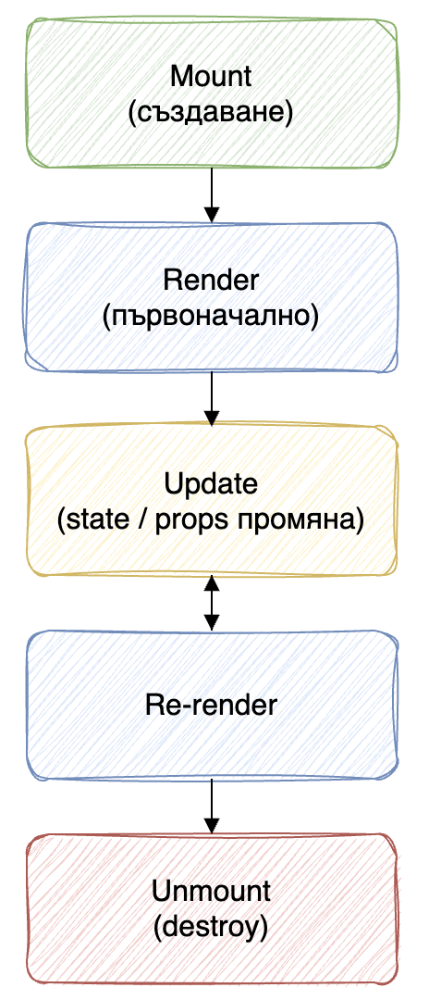 Mount
(създаване)
Render
(първоначално)
Update
(state / props промяна)
Re-render
Unmount
(destroy)